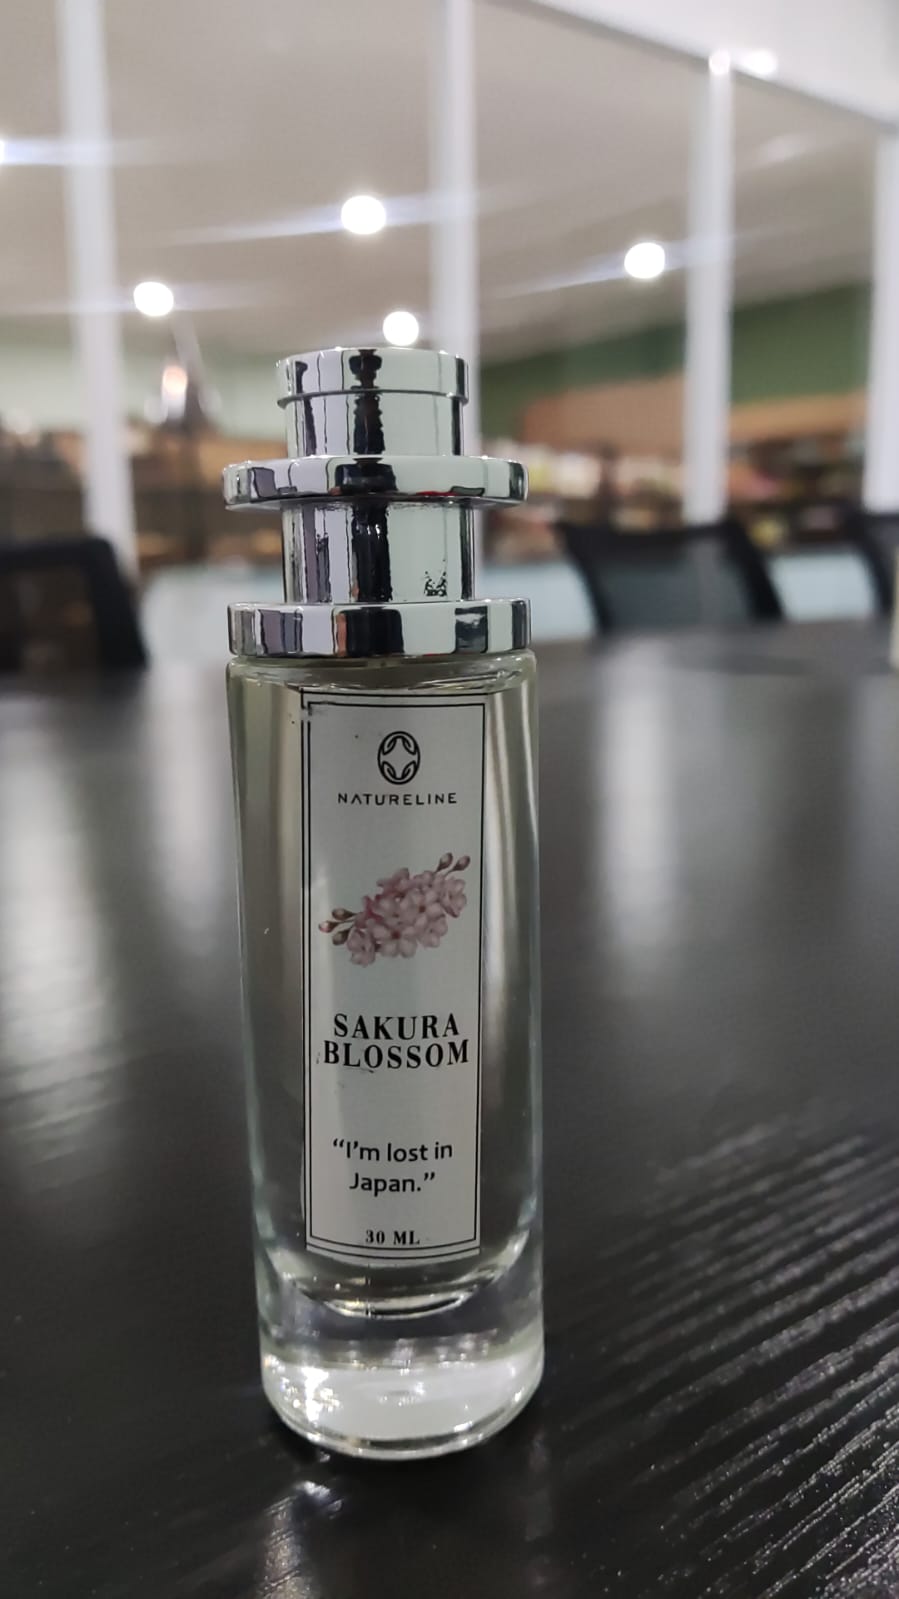 NATURELINE
SAKURA
BLOSSOM
“I’m lost in
Japan.”
30 ML